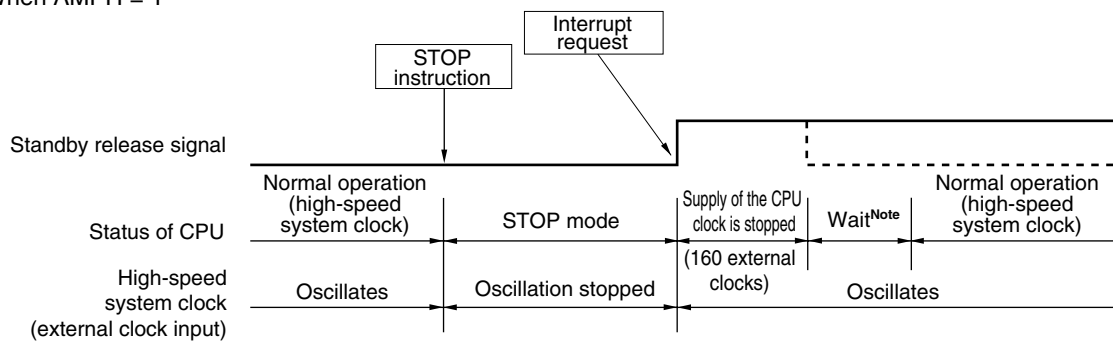 when AMPH = 1
Interrupt
request
STOP
instruction
Standby release signal
Normal operation
(high-speed
system clock)
Status of CPU
STOP mode
Supply of the CPU
clock is stopped
(160 external
clocks)
WaitNote
Normal operation
(high-speed
system clock)
High-speed
system clock
(external clock input)
Oscillates
Oscillation stopped
Oscillates